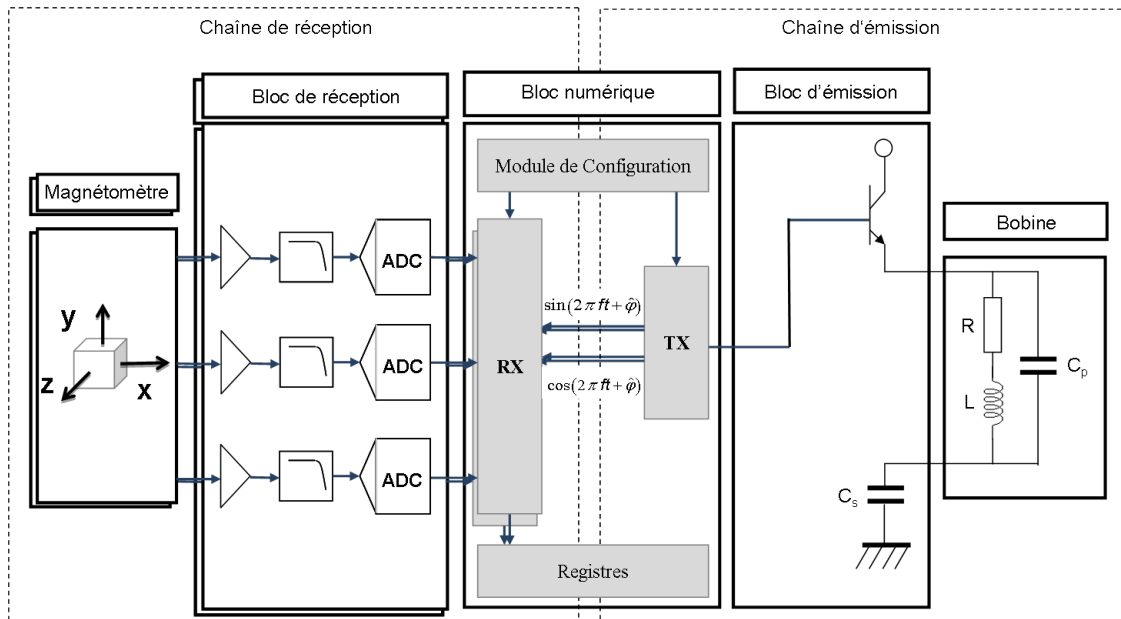 Chaîne de réception
Chaîne d'émission
Bloc de réception
Bloc numérique
Bloc d'émission
Magnétomètre
Module de Configuration
Bobine
ADC
ADC
ADC
y
z
x
RX
sin(2πft+φ̂)
cos(2πft+φ̂)
TX
R
L
Cp
Cs
Registres